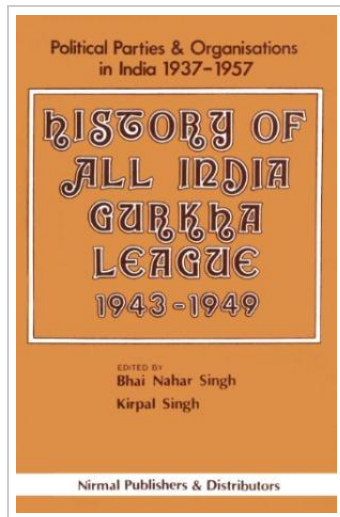 Political Parties & Organisations
in India 1937-1957
HISTORY OF
ALL INDIA
GURKHA
LEAGUE
1943-1949
EDITED BY
Bhai Nahar Singh
Kirpal Singh
Nirmal Publishers & Distributors